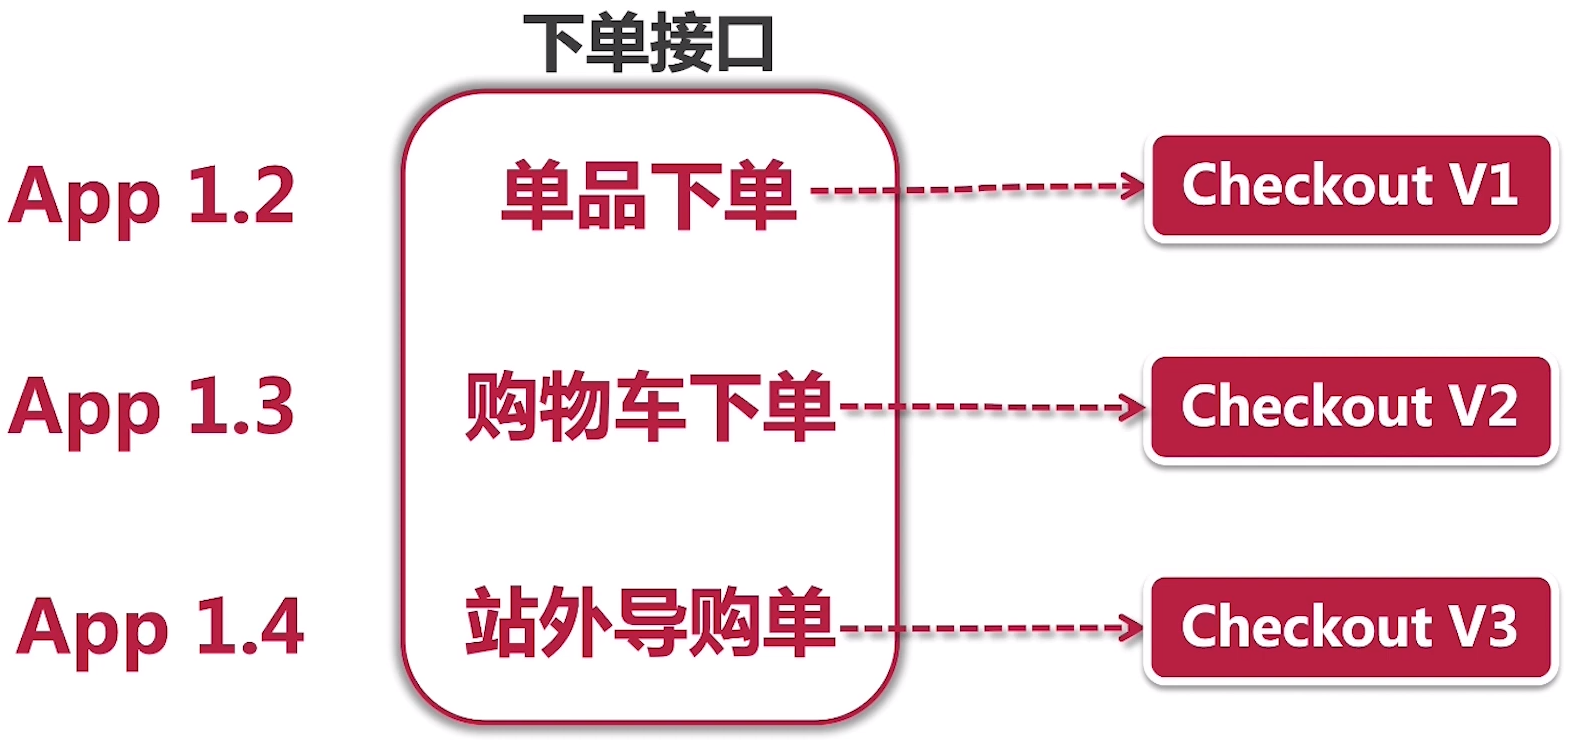 下单接口
App 1.2
单品下单
Checkout V1
App 1.3
购物车下单
Checkout V2
App 1.4
站外导购单
Checkout V3